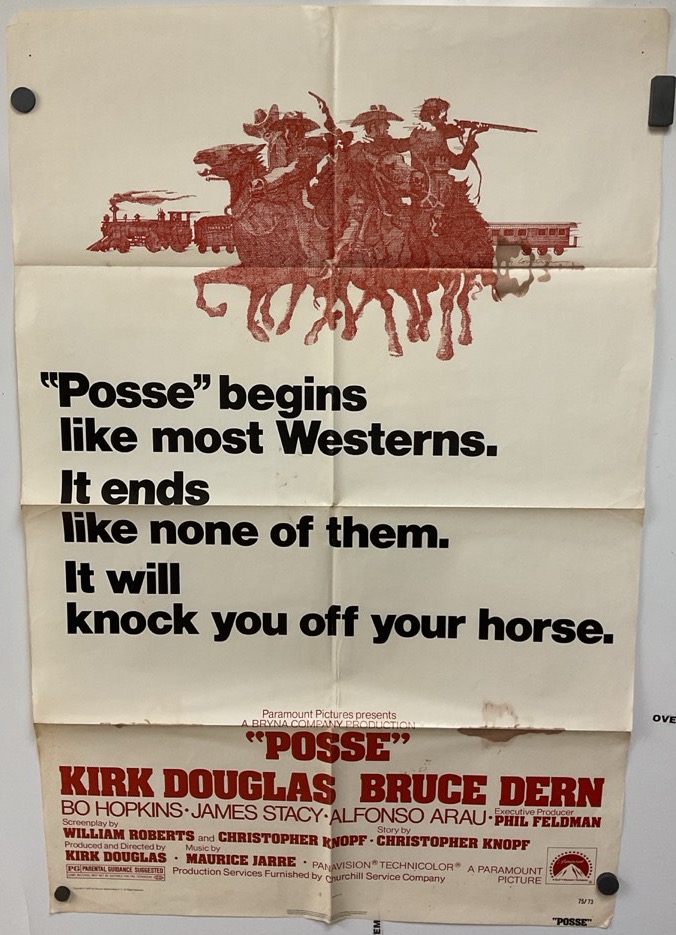 “Posse” begins
like most Westerns.
It ends
like none of them.
It will
knock you off your horse.
Paramount Pictures presents
A BRYNA COMPANY PRODUCTION
“POSSE”
KIRK DOUGLAS BRUCE DERN
BO HOPKINS • JAMES STACY • ALFONSO ARAU • Executive Producer PHIL FELDMAN
Screenplay by WILLIAM ROBERTS and CHRISTOPHER KNOPF • Story by CHRISTOPHER KNOPF
Produced and Directed by KIRK DOUGLAS • Music by MAURICE JARRE • PANAVISION® TECHNICOLOR® A PARAMOUNT PICTURE
PG PARENTAL GUIDANCE SUGGESTED
Production Services Furnished by Churchill Service Company
Paramount
75/73
"POSSE"
OVE
EM